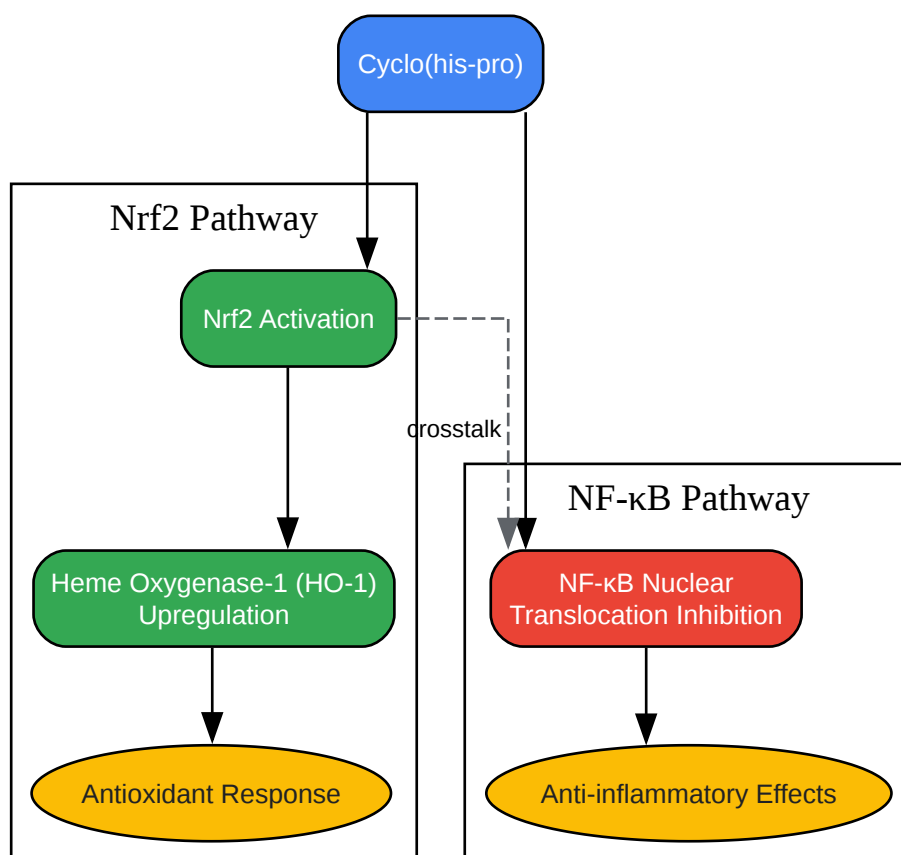 Cyclo(his-pro)
Nrf2 Pathway
Nrf2 Activation
crosstalk
NF-κB Pathway
Heme Oxygenase-1 (HO-1)
Upregulation
NF-κB Nuclear
Translocation Inhibition
Antioxidant Response
Anti-inflammatory Effects